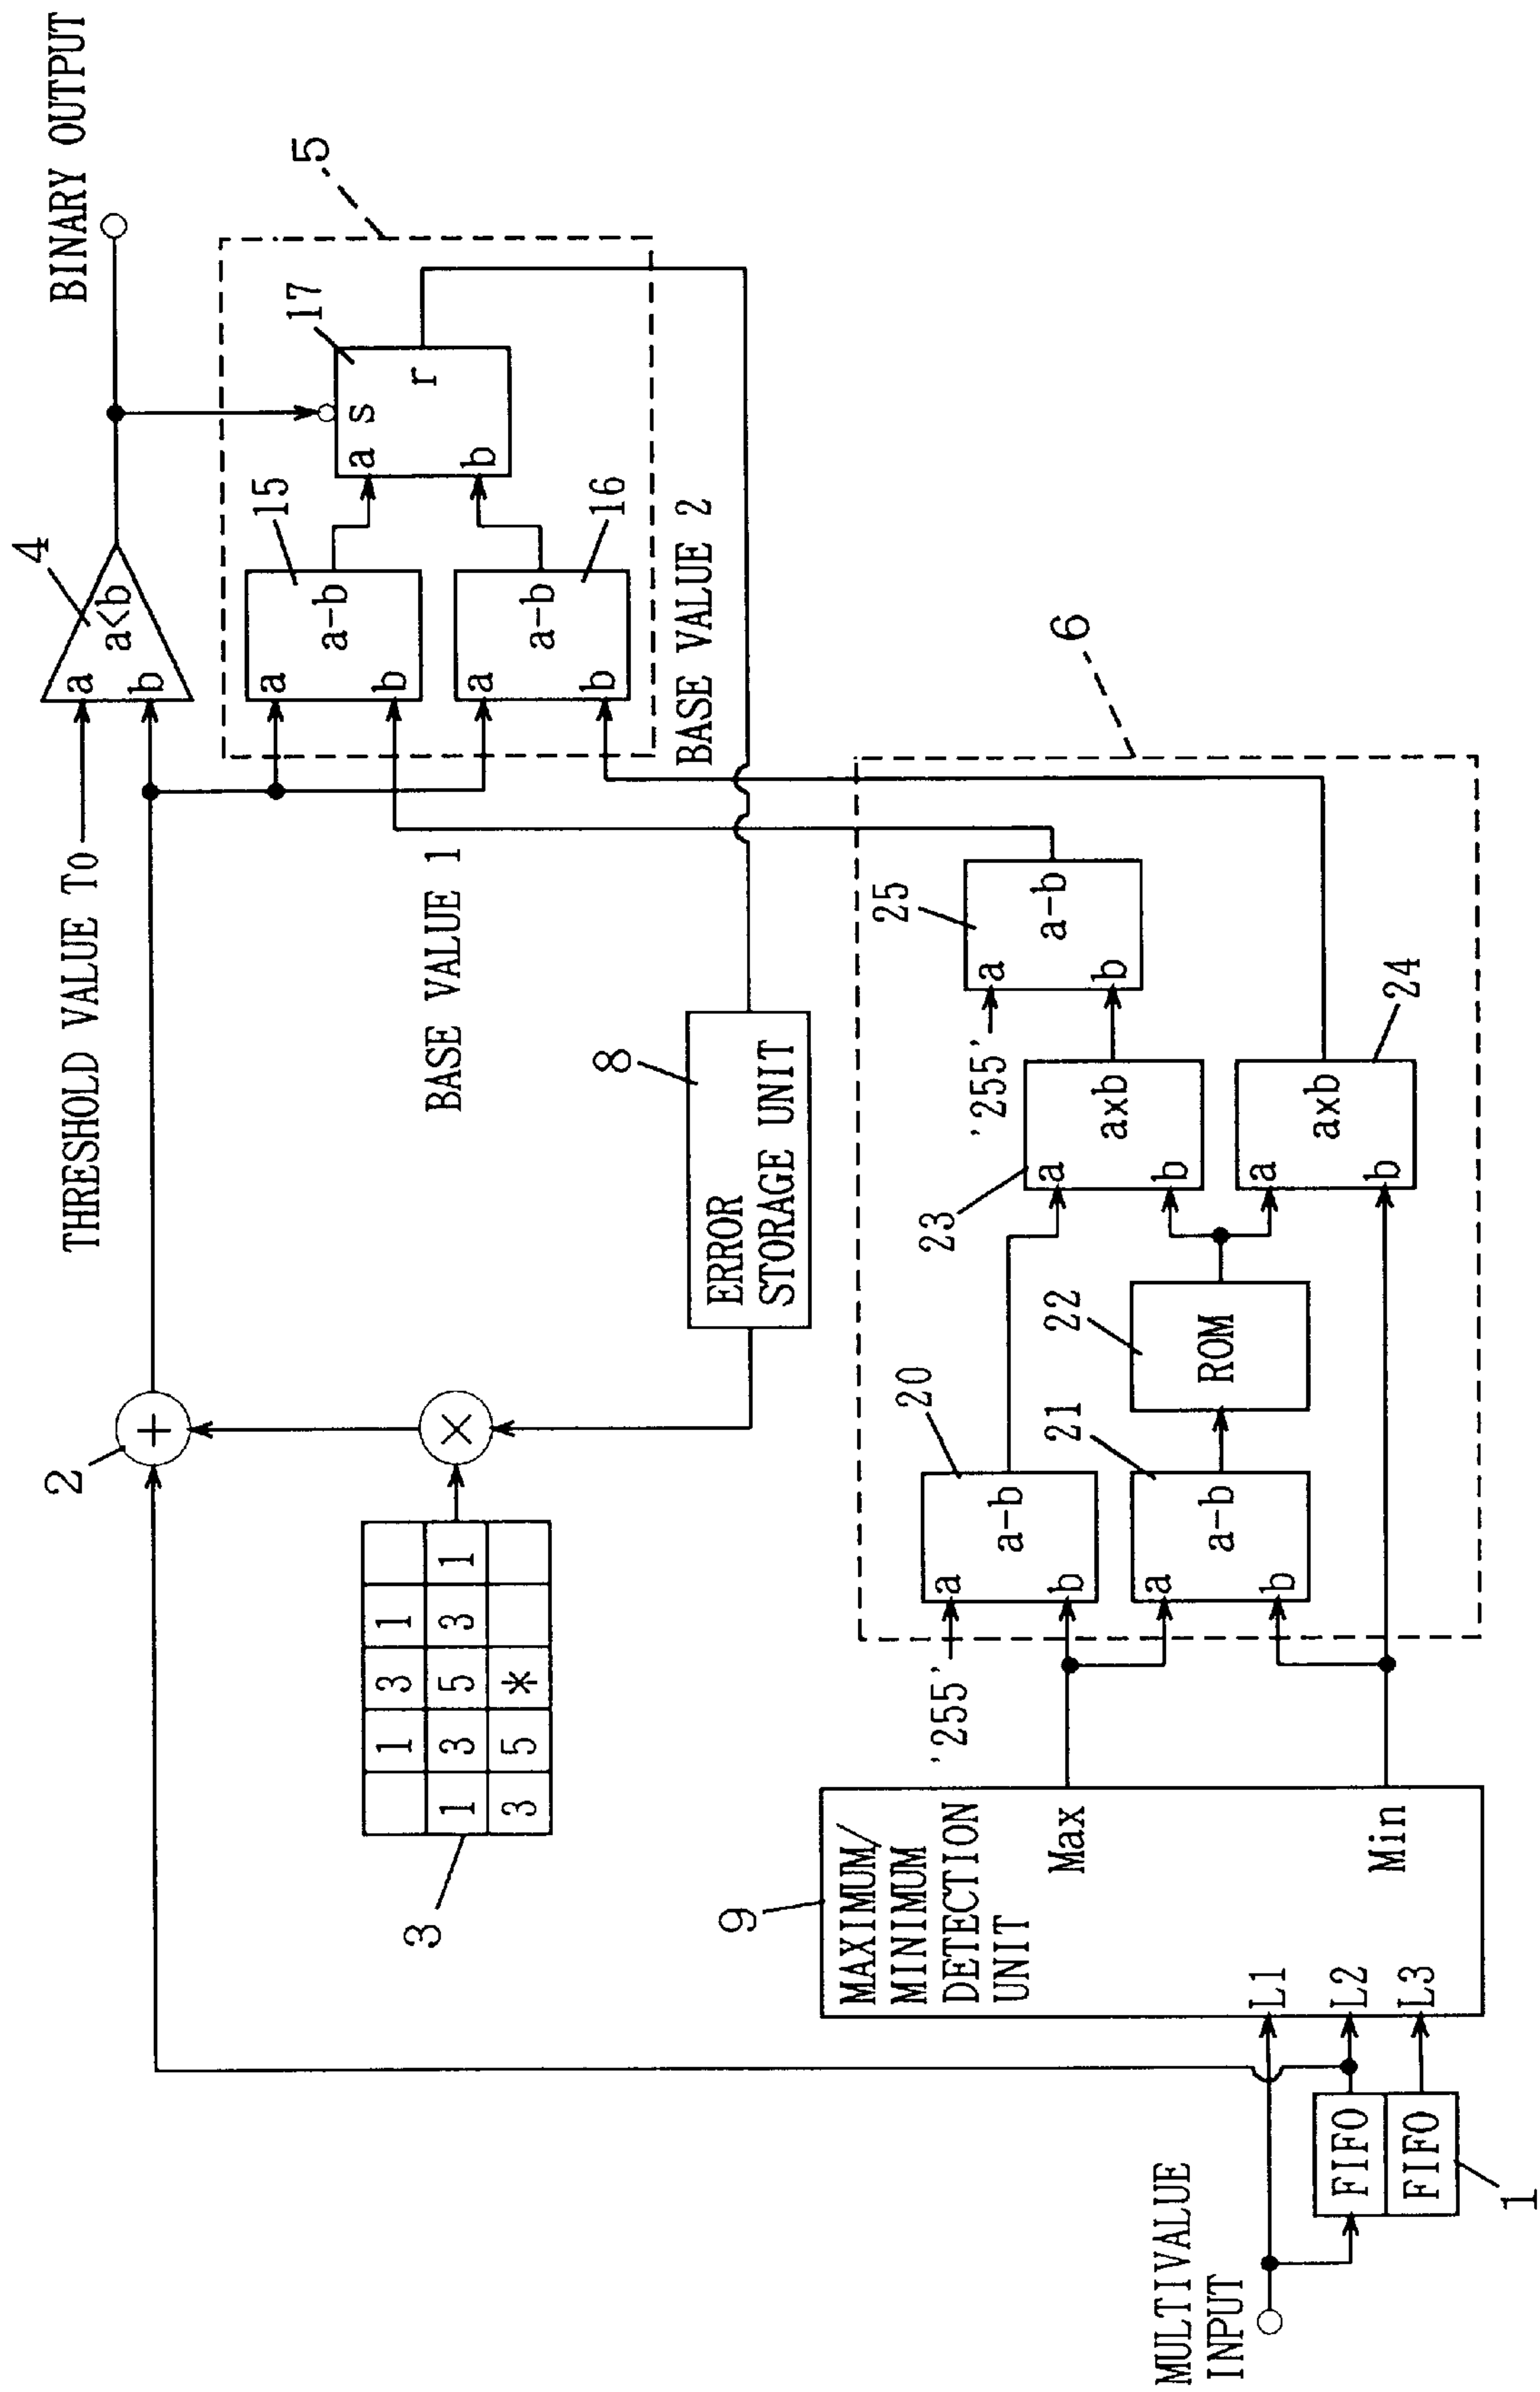 BINARY OUTPUT
THRESHOLD VALUE To
4
a
b
a<b
5
15
a
b
a-b
16
a
b
a-b
17
a
b
s
r
BASE VALUE 1
BASE VALUE 2
2
+
×
3
1 3 1
1 3 5 3 1
3 5 *
8
ERROR
STORAGE UNIT
6
'255'
20
a
b
a-b
21
a
b
a-b
22
ROM
23
a
b
axb
24
a
b
axb
'255'
25
a
b
a-b
9
MAXIMUM/
MINIMUM
DETECTION
UNIT
Max
Min
L1
L2
L3
MULTIVALUE
INPUT
FIFO
FIFO
1